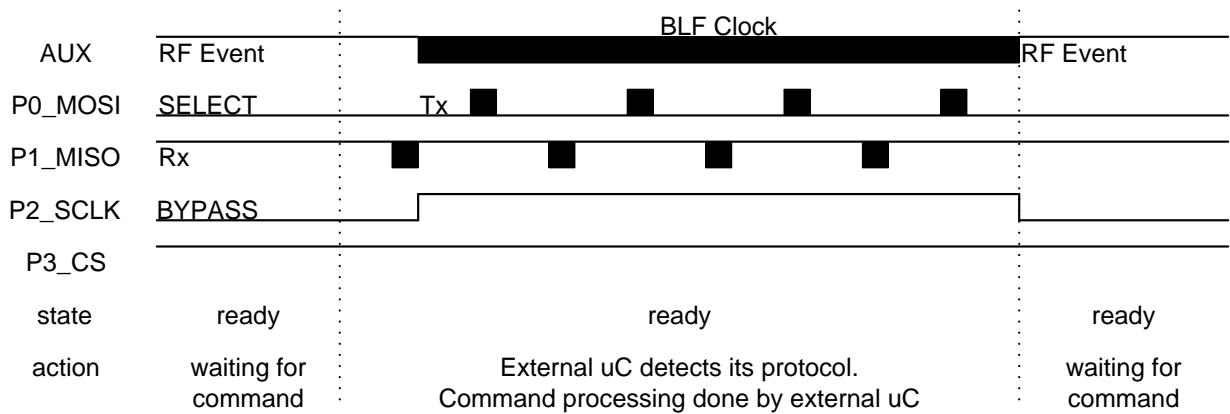 BLF Clock
AUX RF Event RF Event
P0_MOSI SELECT Tx
P1_MISO Rx
P2_SCLK BYPASS
P3_CS
state ready ready ready
action waiting for External uC detects its protocol. waiting for
command Command processing done by external uC command